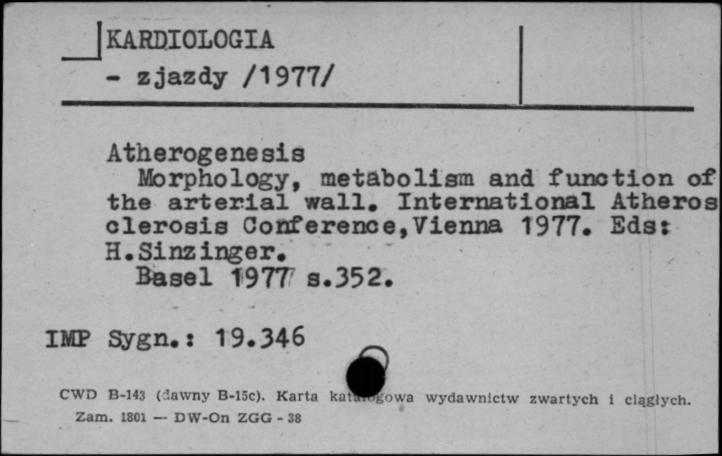 KARDIOLOGIA
- zjazdy /1977/
Atherogenesis
Morphology, metabolism and function of
the arterial wall. International Atheros
clerosis Conference,Vienna 1977. Eds:
H.Sinzinger.
Basel 1977 s.352.
IMP Sygn.: 19.346
CWD B-143 (dawny B-15c). Karta katalogowa wydawnictw zwartych i ciągłych.
Zam. 1801 — DW-On ZGG - 38